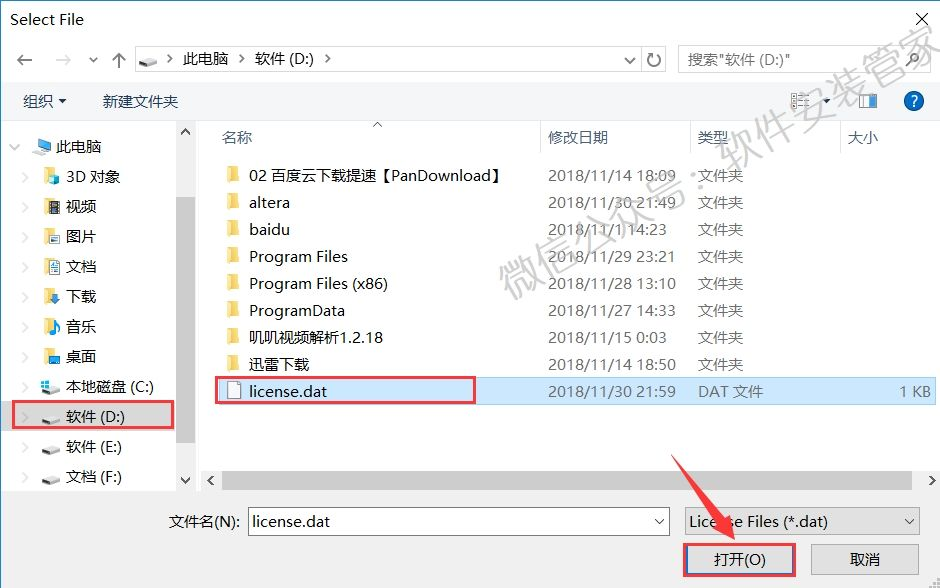 Select File
此电脑 软件 (D:)
搜索"软件 (D:)"
组织 新建文件夹
?
此电脑
3D 对象
视频
图片
文档
下载
音乐
桌面
本地磁盘 (C:)
软件 (D:)
软件 (E:)
文档 (F:)
名称 修改日期 类型 大小
02 百度云下载提速【PanDownload】 2018/11/14 18:09 文件夹
altera 2018/11/30 21:49 文件夹
baidu 2018/11/1 14:23 文件夹
Program Files 2018/11/29 23:21 文件夹
Program Files (x86) 2018/11/28 13:10 文件夹
ProgramData 2018/11/27 14:33 文件夹
叽叽视频解析1.2.18 2018/11/15 0:03 文件夹
迅雷下载 2018/11/14 18:50 文件夹
license.dat 2018/11/30 21:59 DAT 文件 1 KB
微信公众号：软件安装管家
文件名(N): license.dat License Files (*.dat)
打开(O) 取消